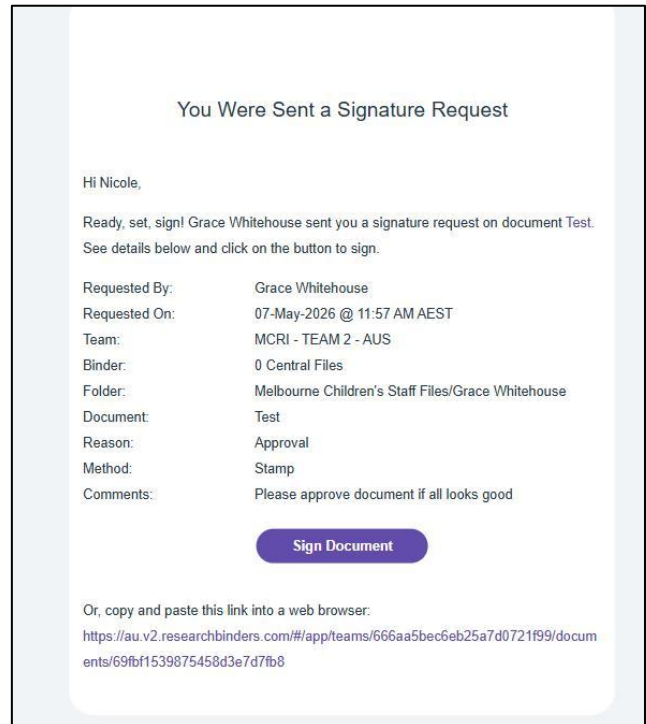 You Were Sent a Signature Request
Hi Nicole,
Ready, set, sign! Grace Whitehouse sent you a signature request on document Test.
See details below and click on the button to sign.
Requested By: Grace Whitehouse
Requested On: 07-May-2026 @ 11:57 AM AEST
Team: MCRI - TEAM 2 - AUS
Binder: 0 Central Files
Folder: Melbourne Children's Staff Files/Grace Whitehouse
Document: Test
Reason: Approval
Method: Stamp
Comments: Please approve document if all looks good
Sign Document
Or, copy and paste this link into a web browser:
https://au.v2.researchbinders.com/#/app/teams/666aa5bec6eb25a7d0721f99/docum
ents/69fbf1539875458d3e7d7fb8